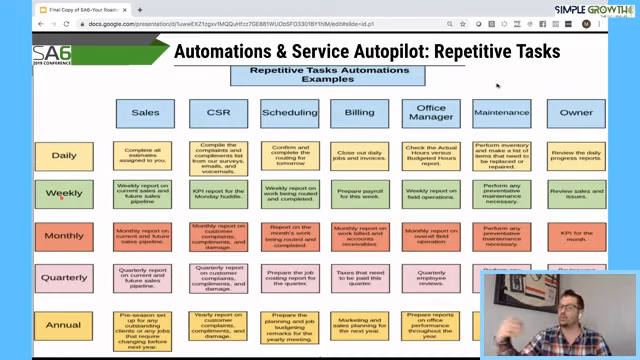 Final Copy of SA6-Your Roa
docs.google.com/presentation/d/1uwwEXZ1zgxv1MQQuHfzz7GE881WUObS5FO3301BY1hlM/edit#slide=id.p1
SIMPLE GROWTH
SA6
2019 CONFERENCE
Automations & Service Autopilot: Repetitive Tasks
Repetitive Tasks Automations
Examples
Sales
CSR
Scheduling
Billing
Office
Manager
Maintenance
Owner
Daily
Complete all
estimates
assigned to you.
Compile the
complaints and
compliments list
from our surveys,
emails, and
voicemails.
Confirm and
complete the
routing for
tomorrow
Close out daily
jobs and invoices.
Check the Actual
Hours versus
Budgeted Hours
report.
Perform inventory
and make a list of
items that need to
be replaced or
repaired.
Review the daily
progress reports.
Weekly
Weekly report on
current sales and
future sales
pipeline
KPI report for the
Monday huddle.
Weekly report on
work being routed
and completed.
Prepare payroll
for this week.
Weekly report on
field operations.
Perform any
preventative
maintenance
necessary.
Review sales and
issues.
Monthly
Monthly report on
current and future
sales pipeline.
Monthly report on
customer
complaints,
compliments, and
damage.
Report on the
month's work
being routed and
completed.
Monthly report on
work billed and
accounts
receivables.
Monthly report on
overall field
operation
Perform any
preventative
maintenance
necessary.
KPI for the
month.
Quarterly
Quarterly report
on current and
future sales
pipeline.
Quarterly report
on customer
complaints,
compliments, and
damage.
Prepare the job
costing report for
the quarter.
Taxes that need to
be paid this
quarter.
Quarterly
employee
reviews.
Perform any
Annual
Pre-season set
up for any
outstanding
clients or any jobs
that require
changing before
next year.
Yearly report on
customer
complaints,
compliments, and
damage.
Prepare the
planning and job
budgeting
remarks for the
yearly meeting.
Marketing and
sales planning for
the next year.
Prepare reports
on office
performance
throughout the
year.